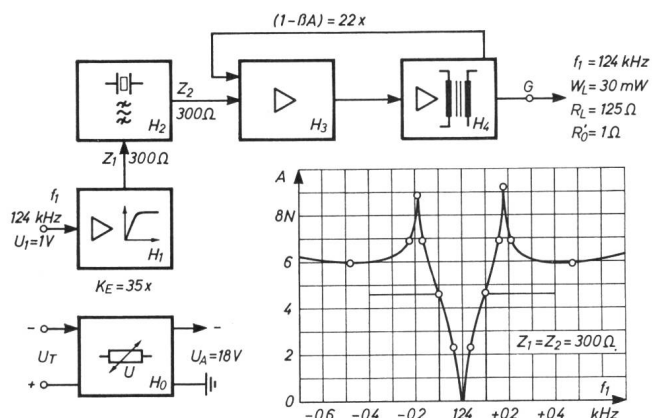 (1-βA) = 22 x
Z2
300Ω
H2
H3
H4
G
f1 = 124 kHz
WL = 30 mW
RL = 125 Ω
R'0 = 1 Ω
Z1
300Ω
f1
124 kHz
U1=1V
H1
KE = 35x
A
8N
6
4
2
0
Z1 = Z2 = 300 Ω
-0.6
-0.4
-0.2
124
+0.2
+0.4
f1
kHz
-
-
UT
U
UA=18V
+
H0